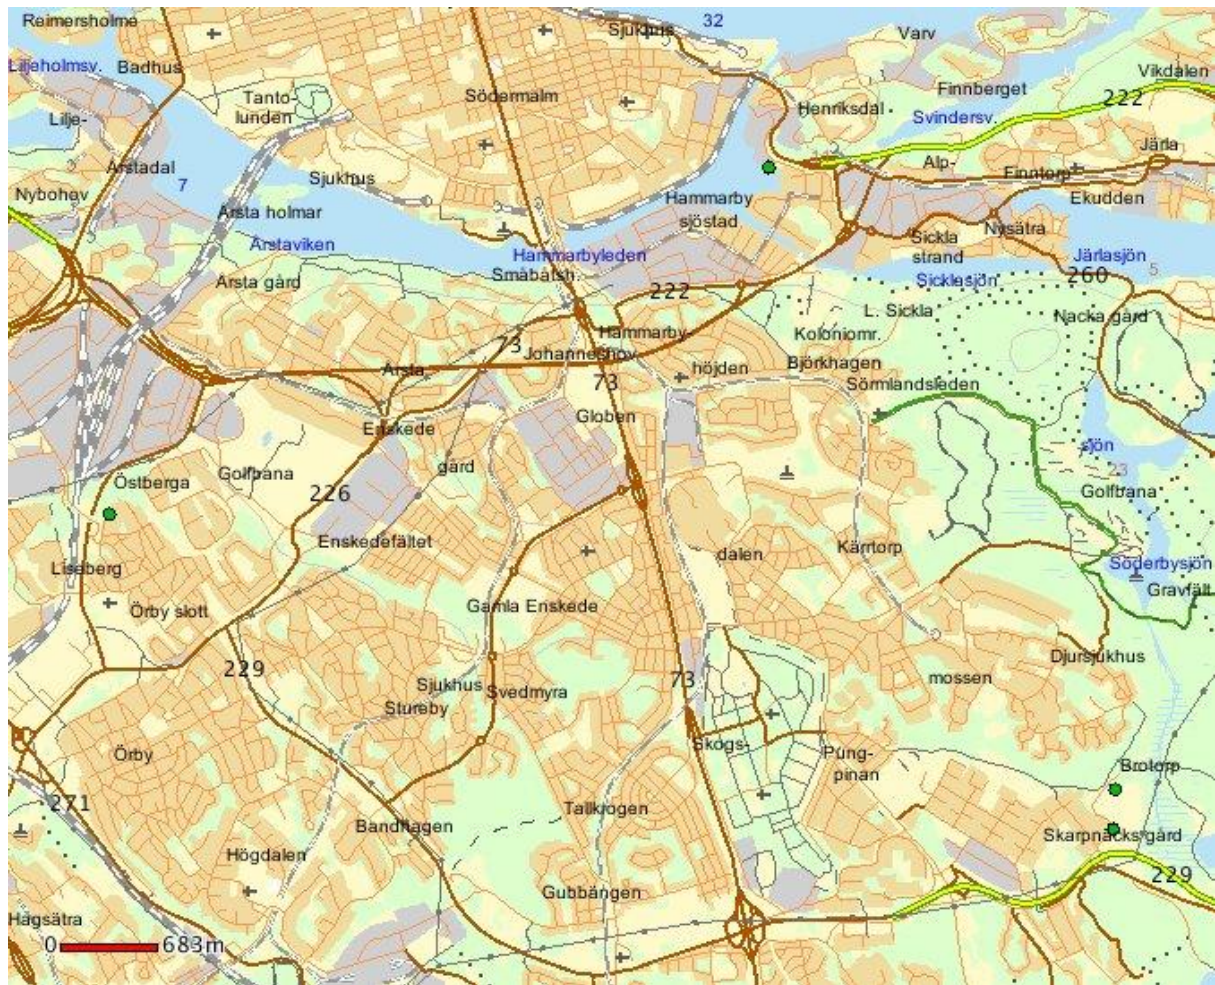 Reimersholme
Sjukhus
32
Varv
Liljeholmsv.
Badhus
Vikdalen
Södermalm
Finnberget
222
Tanto-
lunden
Henriksdal
Svindersv.
Lilje-
Årstadal
Alp-
Järla
Finntorp
7
Sjukhus
Nybohov
Hammarby
sjöstad
Ekudden
Årsta holmar
Nysätra
Sickla
strand
Årstaviken
Hammarbyleden
Järlasjön
Småbåtsh.
Årsta gård
Sicklasjön
260
5
222
L. Sickla
Nacka gård
Hammarby-
Koloniomr.
73
Johanneshov
Björkhagen
Årsta
höjden
73
Sörmlandsleden
Globen
Enskede
sjön
gård
23
Golfbana
Östberga
226
Golfbana
Enskedefältet
dalen
Kärrtorp
Liseberg
Söderbysjön
Gravfält
Örby slott
Gamla Enskede
Djursjukhus
229
73
mossen
Sjukhus
Svedmyra
Stureby
Skogs-
Pung-
pinan
Örby
Brotorp
271
Tallkrogen
Bandhagen
Skarpnäcks gård
Högdalen
229
Gubbängen
Hagsätra
0
683m